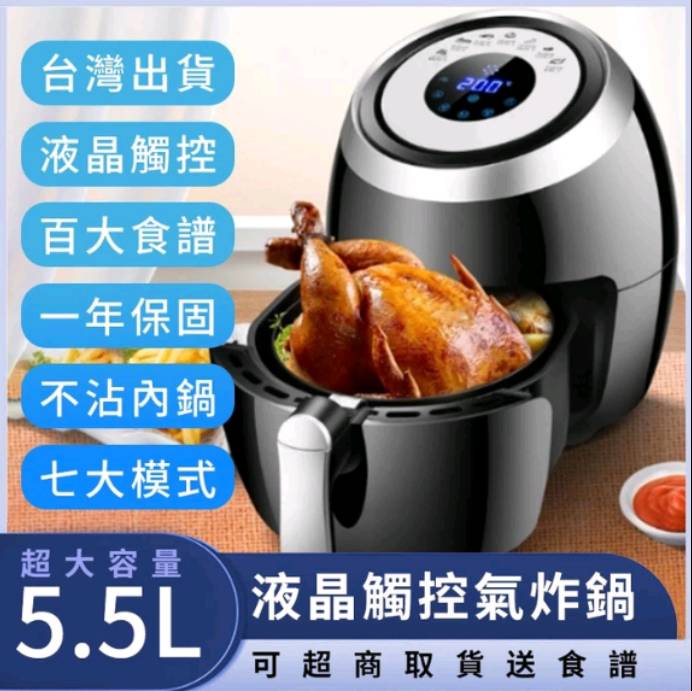 台灣出貨
液晶觸控
百大食譜
一年保固
不沾內鍋
七大模式
200
超大容量
5.5L
液晶觸控氣炸鍋
可超商取貨送食譜